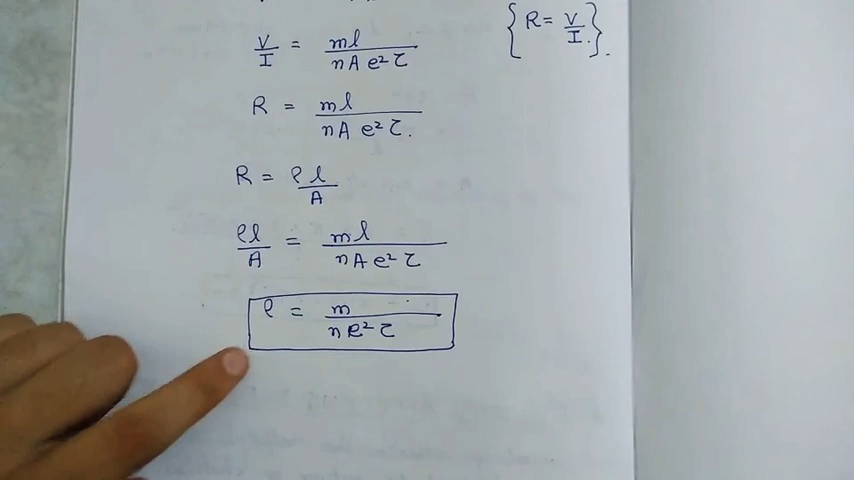 V/I = ml/nAe²τ {R = V/I.}.
R = ml/nAe²τ.
R = ρl/A
ρl/A = ml/nAe²τ
ρ = m/ne²τ